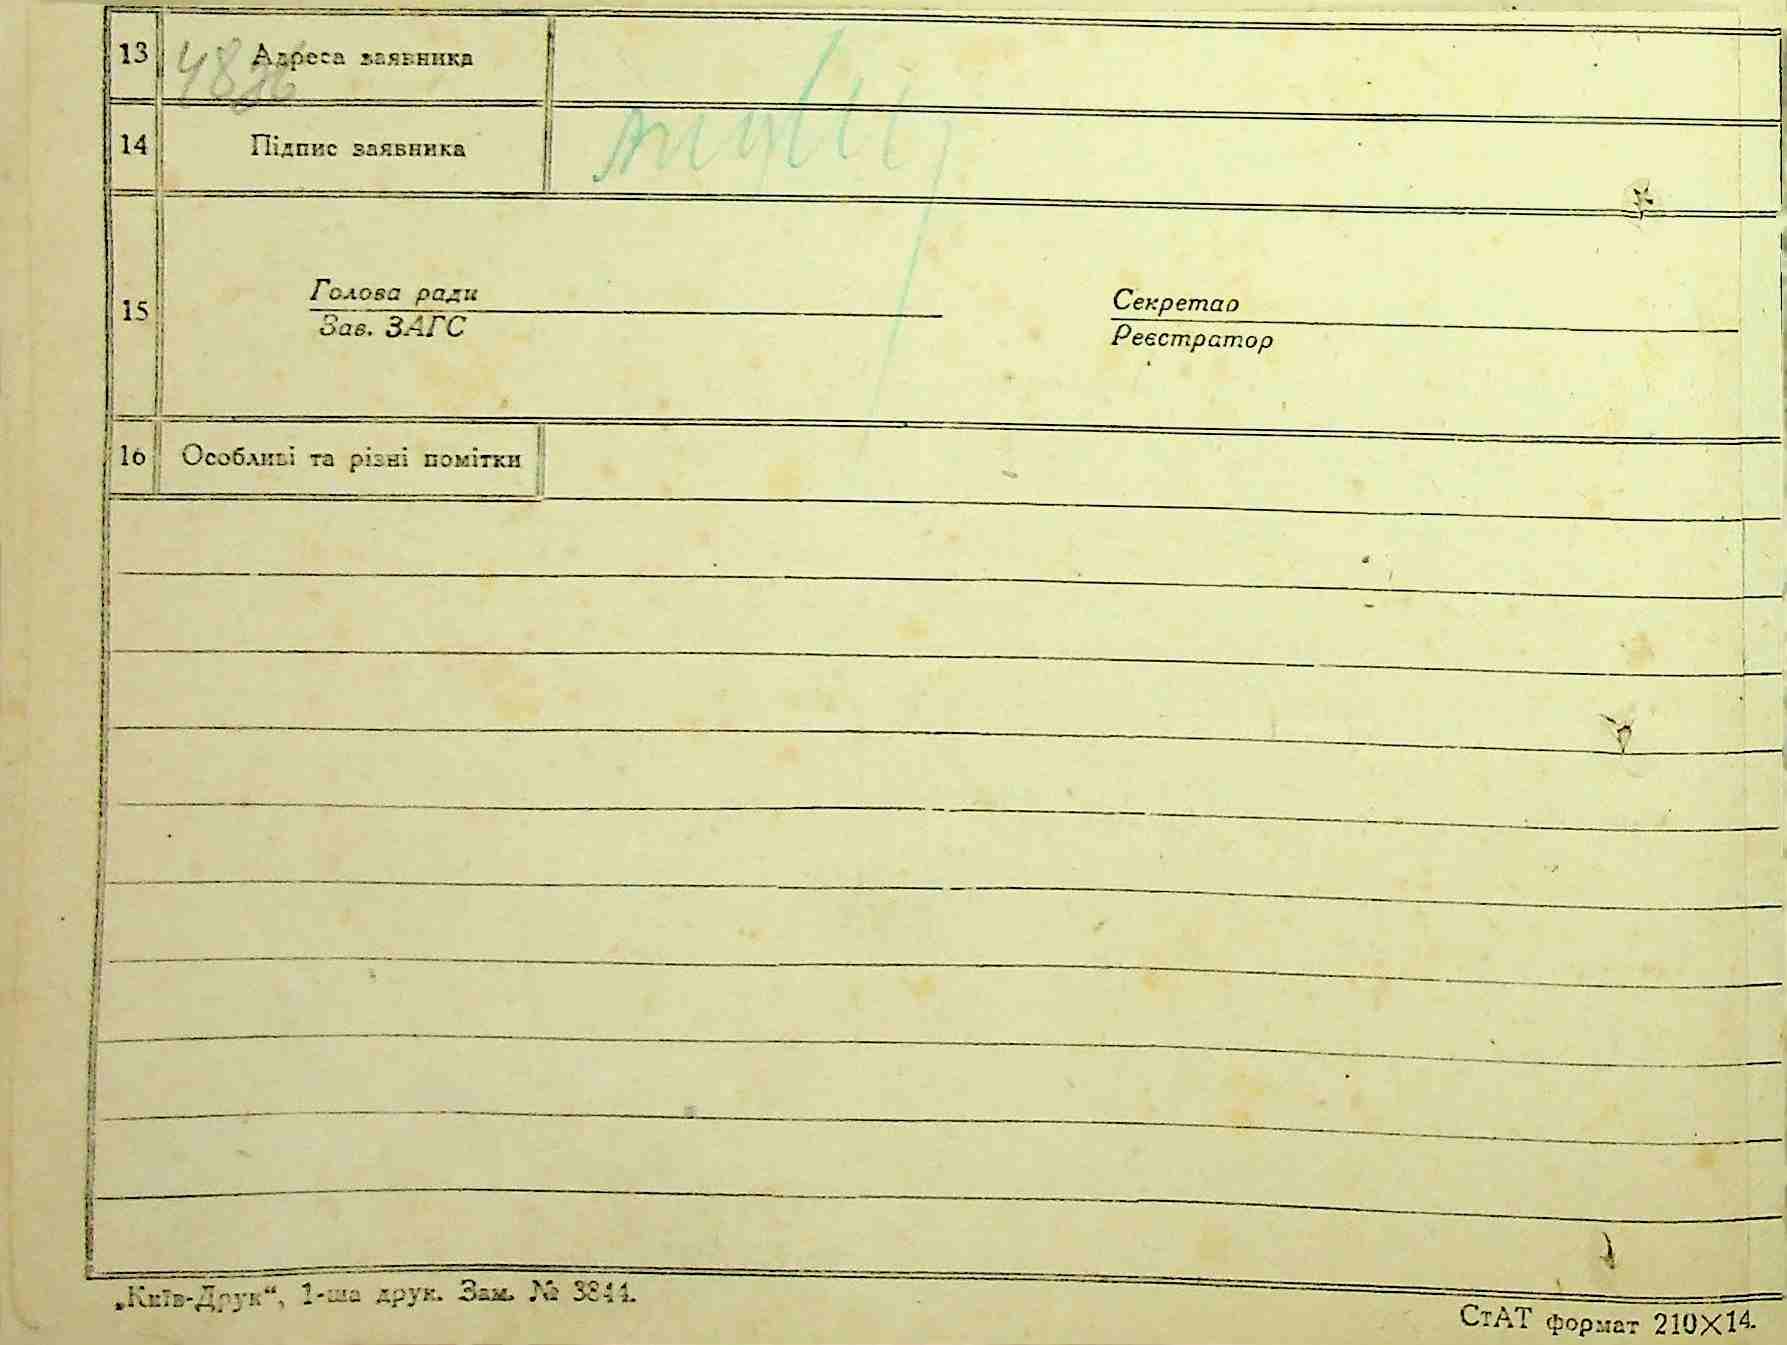 13 Адреса заявника
14 Підпис заявника
15 Голова ради
Зав. ЗАГС
Секретар
Реєстратор
16 Особливі та різні помітки
„Київ-Друк“, 1-ша друк. Зам. № 3844.
СтАТ формат 210×14.